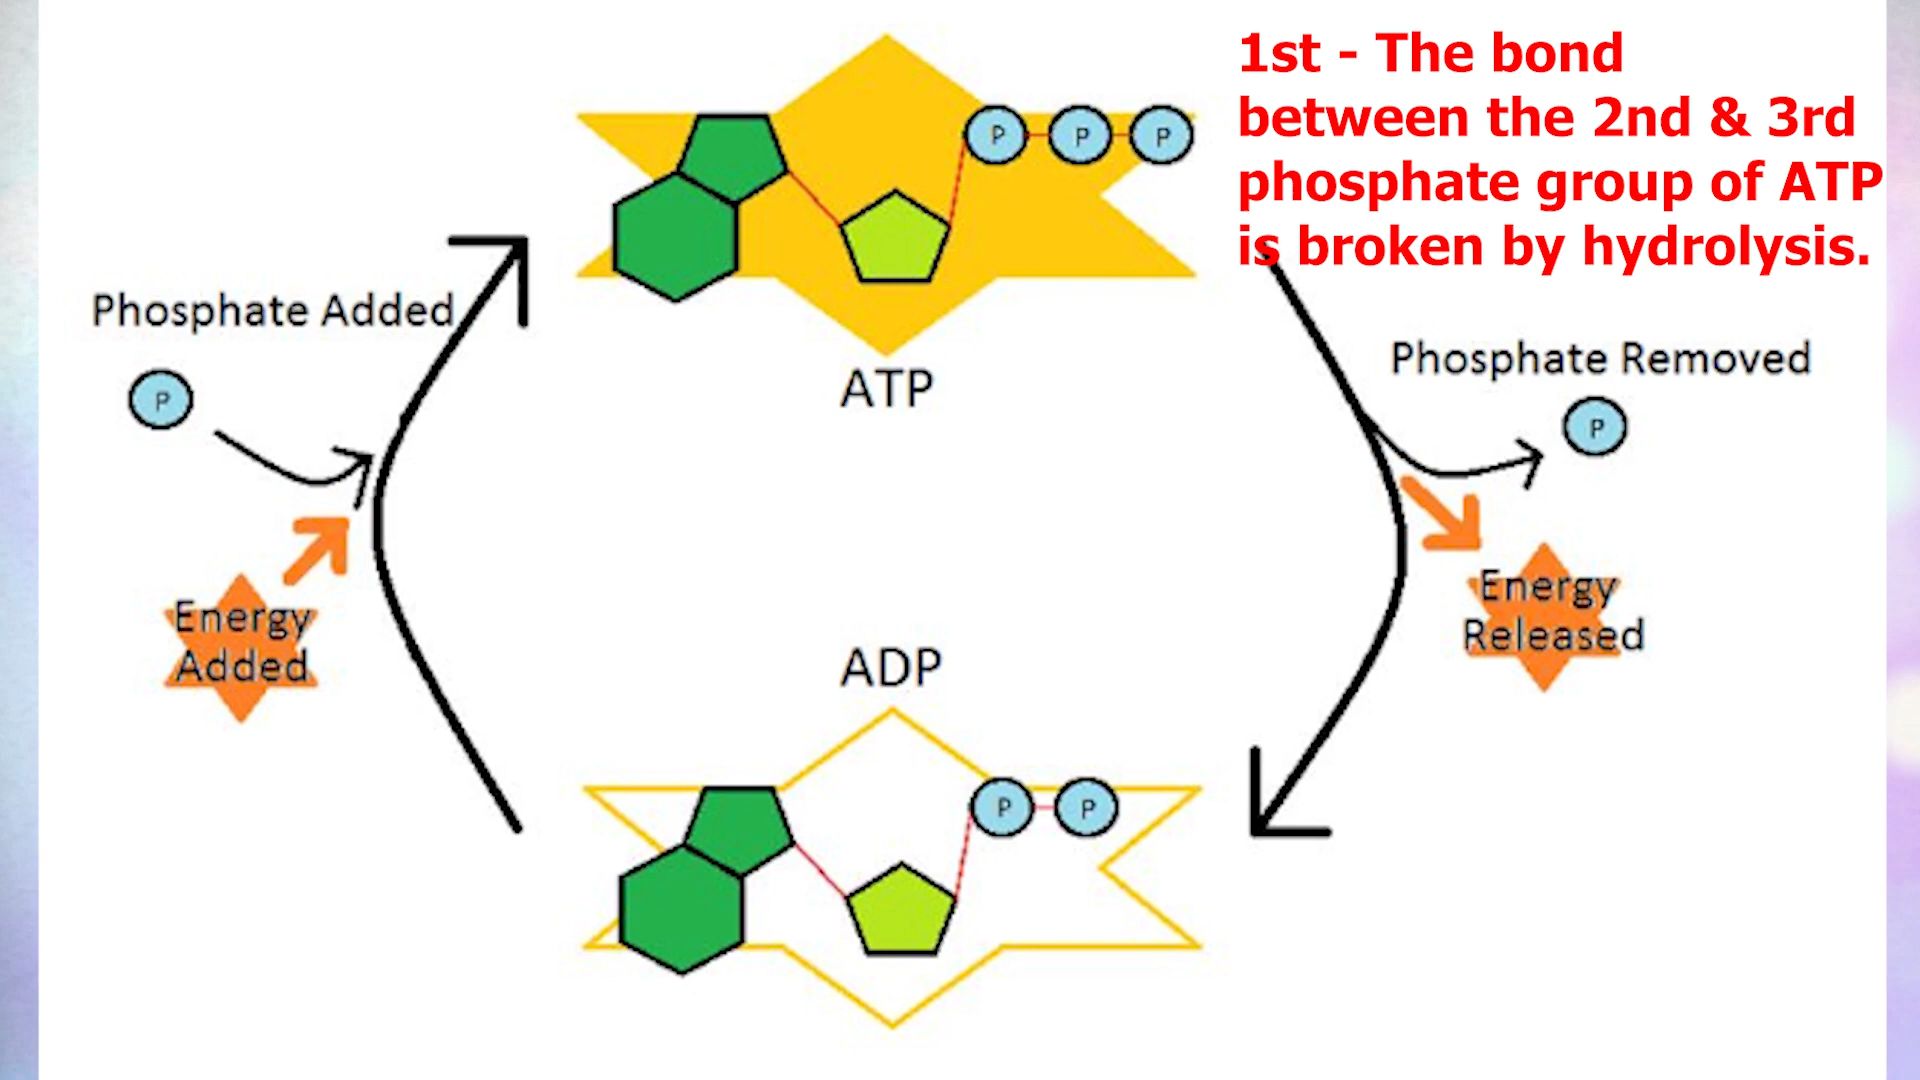 1st - The bond
between the 2nd & 3rd
phosphate group of ATP
is broken by hydrolysis.
P P P
Phosphate Added
P
ATP
Phosphate Removed
P
Energy
Added
Energy
Released
ADP
P P